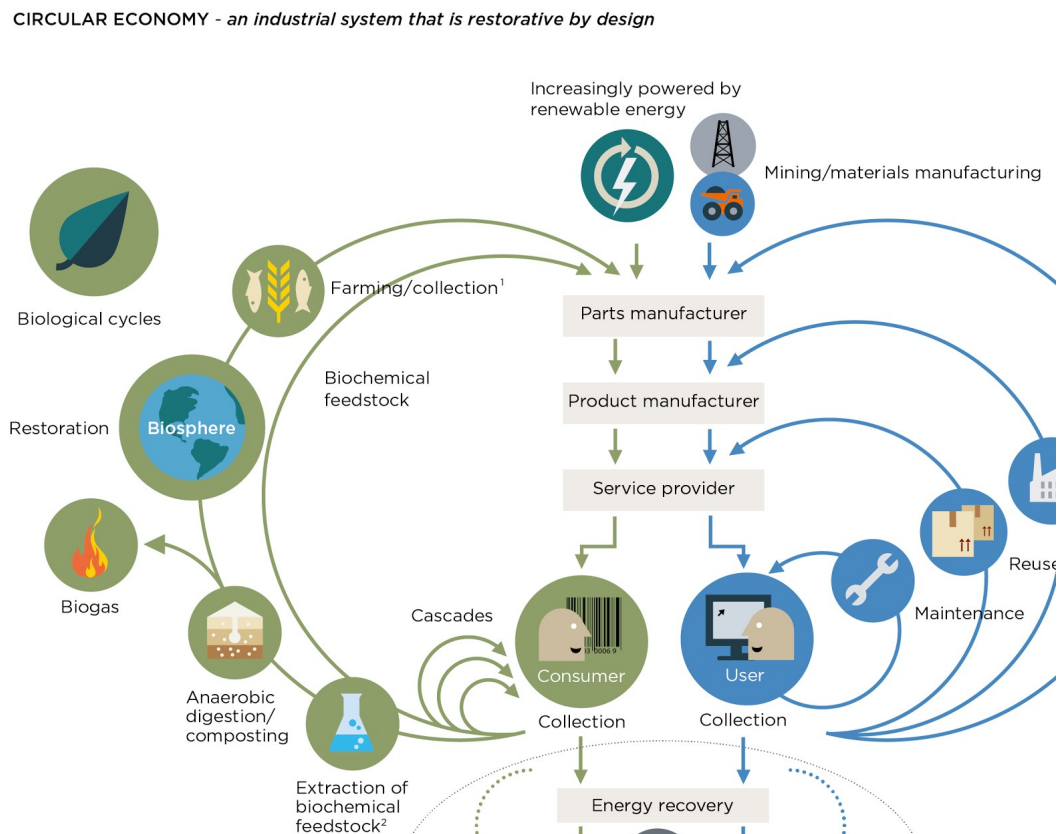 CIRCULAR ECONOMY - an industrial system that is restorative by design
Increasingly powered by
renewable energy
Mining/materials manufacturing
Biological cycles
Farming/collection¹
Parts manufacturer
Biochemical
feedstock
Product manufacturer
Restoration
Biosphere
Service provider
Biogas
Reuse
Maintenance
Cascades
Consumer
User
Anaerobic
digestion/
composting
Collection
Collection
Extraction of
biochemical
feedstock²
Energy recovery